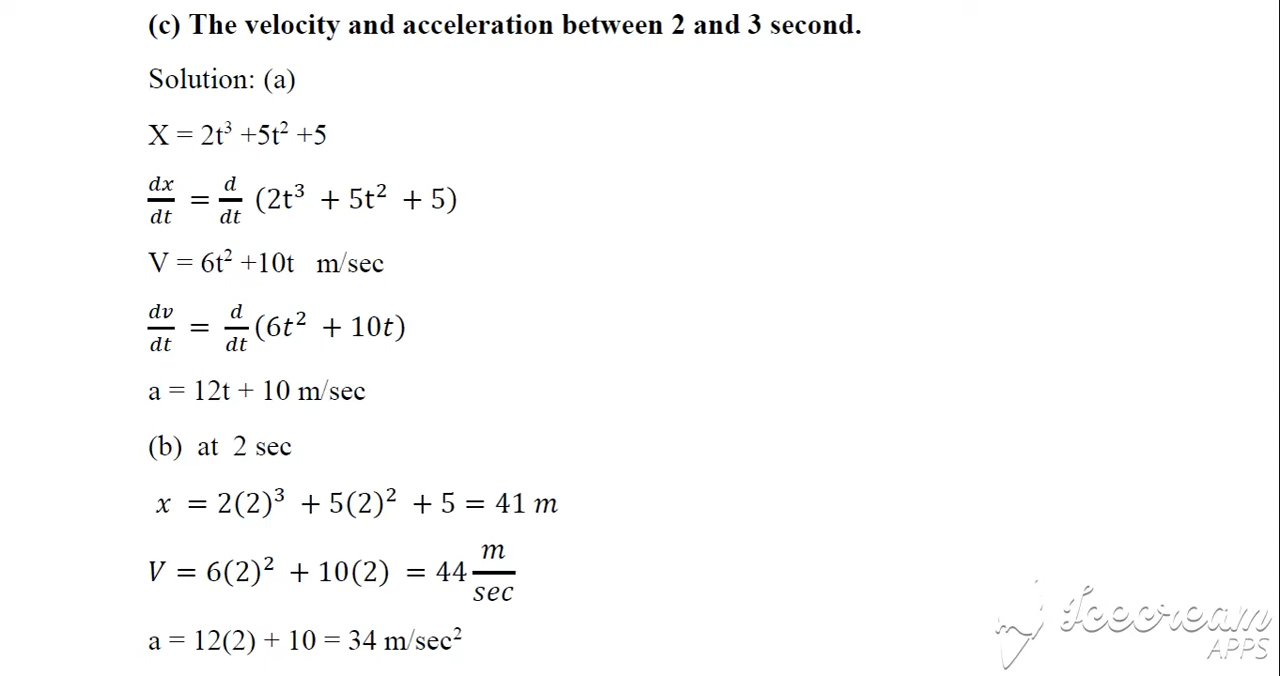 (c) The velocity and acceleration between 2 and 3 second.
Solution: (a)
X = 2t³ +5t² +5
dx/dt = d/dt (2t³ + 5t² + 5)
V = 6t² +10t m/sec
dv/dt = d/dt (6t² + 10t)
a = 12t + 10 m/sec
(b) at 2 sec
x = 2(2)³ + 5(2)² + 5 = 41 m
V = 6(2)² + 10(2) = 44 m/sec
a = 12(2) + 10 = 34 m/sec²
Icecream
APPS